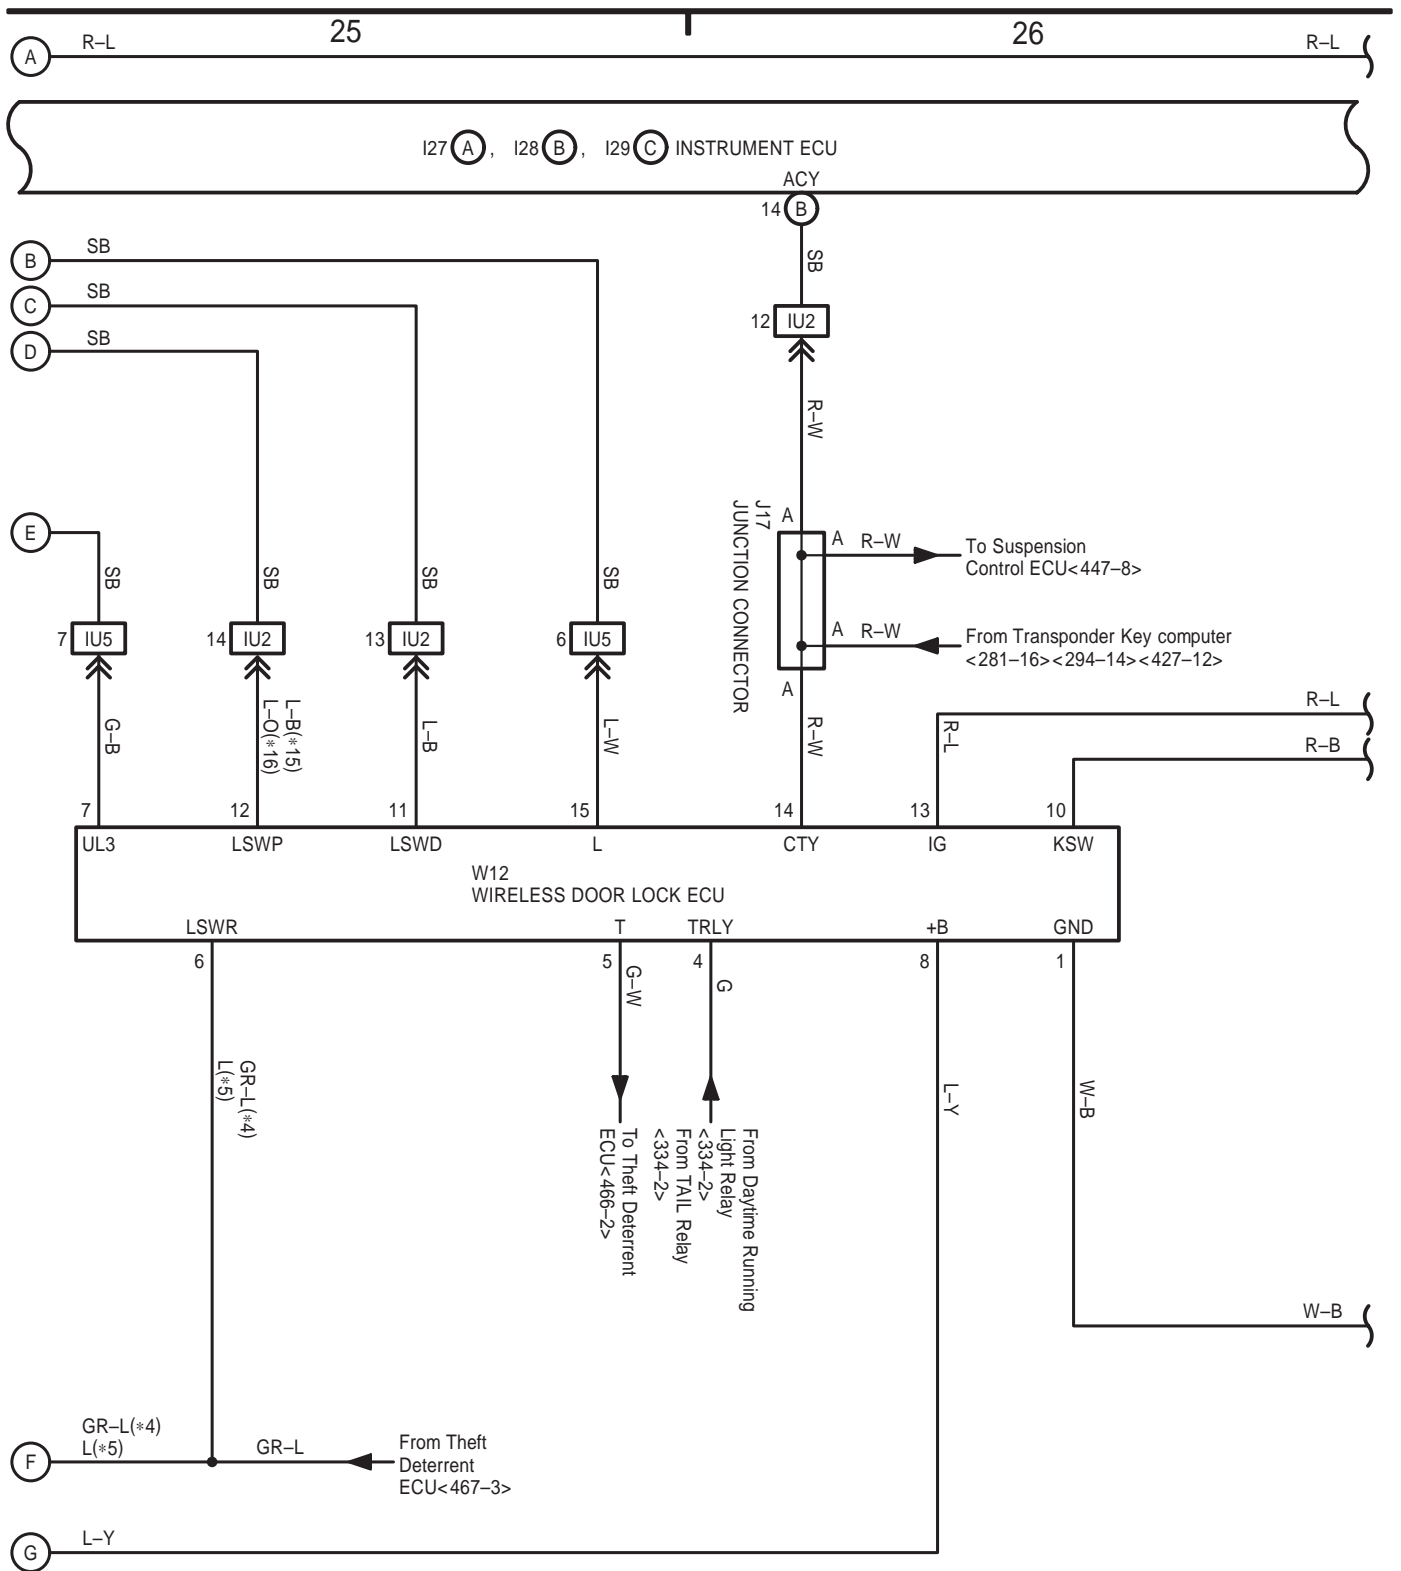 25
26
A
R–L
R–L
I27 A , I28 B , I29 C INSTRUMENT ECU
ACY
14 B
B
SB
SB
C
SB
12 IU2
D
SB
R–W
E
J17
JUNCTION CONNECTOR
A
A R–W
To Suspension
Control ECU<447–8>
SB
SB
SB
SB
7 IU5
14 IU2
13 IU2
6 IU5
A R–W
From Transponder Key computer
<281–16><294–14><427–12>
A
G–B
L–B(*15)
L–O(*16)
L–B
L–W
R–W
R–L
R–L
R–B
7
12
11
15
14
13
10
UL3
LSWP
LSWD
L
CTY
IG
KSW
W12
WIRELESS DOOR LOCK ECU
LSWR
T
TRLY
+B
GND
6
5
4
8
1
G–W
G
GR–L(*4)
L(*5)
L–Y
W–B
To Theft Deterrent
ECU<466–2>
From Daytime Running
Light Relay
<334–2>
From TAIL Relay
<334–2>
W–B
F
GR–L(*4)
L(*5)
GR–L
From Theft
Deterrent
ECU<467–3>
G
L–Y